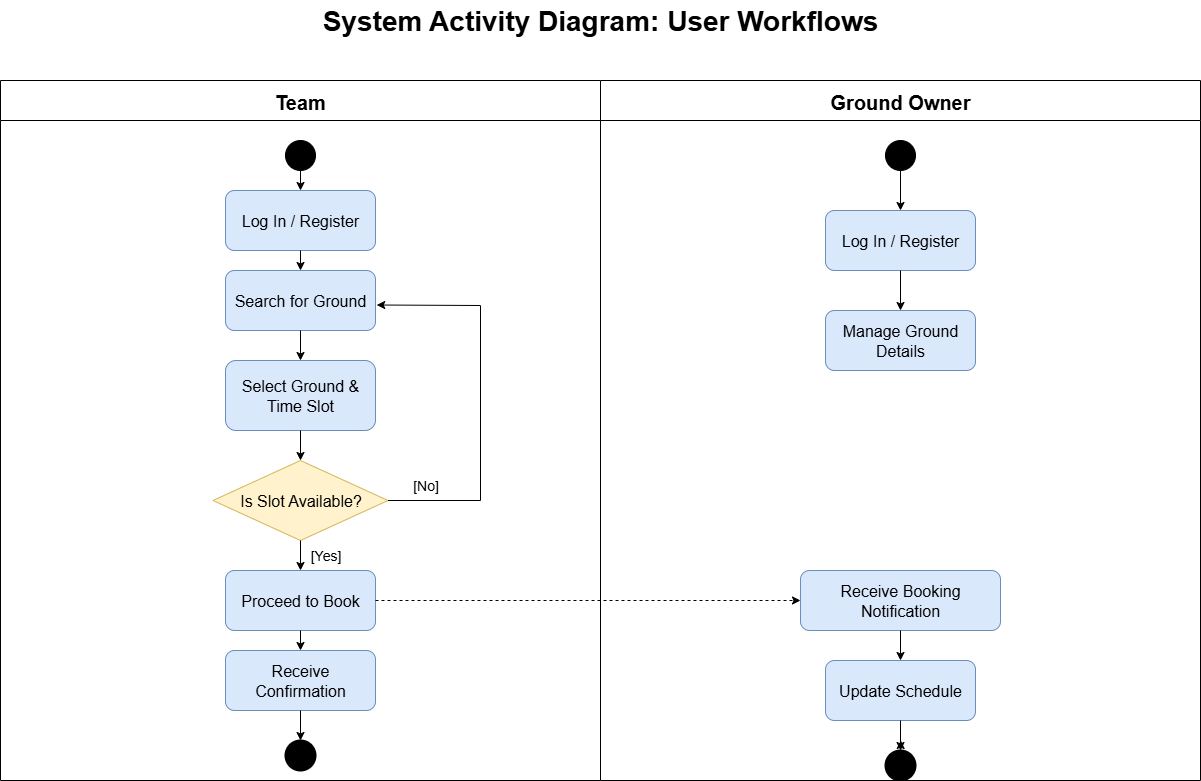 System Activity Diagram: User Workflows
Team
Ground Owner
Log In / Register
Search for Ground
Select Ground &
Time Slot
Is Slot Available?
[No]
[Yes]
Proceed to Book
Receive
Confirmation
Log In / Register
Manage Ground
Details
Receive Booking
Notification
Update Schedule